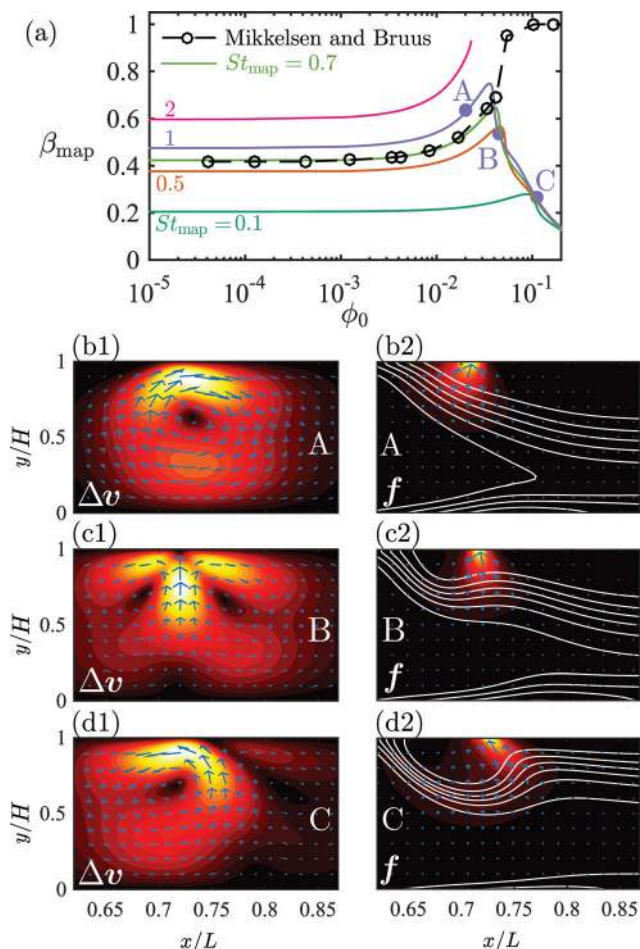 (a)
Mikkelsen and Bruus
St_map = 0.7
1
0.8
0.6
0.4
0.2
0
β_map
2
1
0.5
St_map = 0.1
A
B
C
10^-5
10^-4
10^-3
10^-2
10^-1
ϕ_0
(b1)
(b2)
1
0.5
0
y/H
A
Δv
A
f
(c1)
(c2)
1
0.5
0
y/H
B
Δv
B
f
(d1)
(d2)
1
0.5
0
y/H
C
Δv
C
f
0.65 0.7 0.75 0.8 0.85
0.65 0.7 0.75 0.8 0.85
x/L
x/L